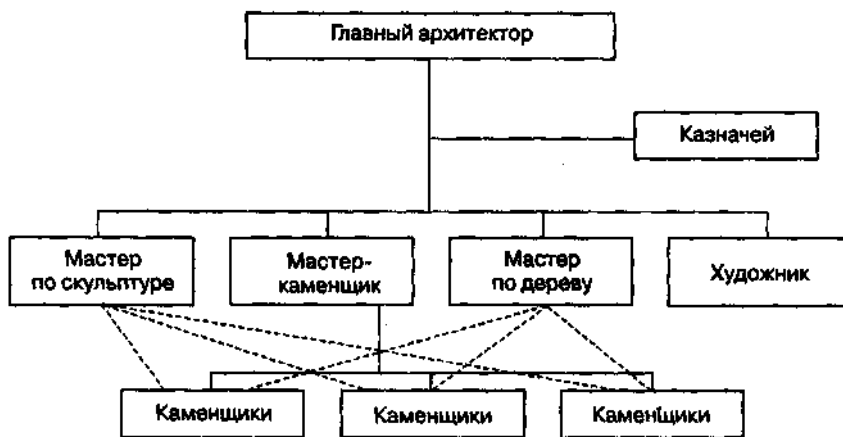 Главный архитектор
Казначей
Мастер
по скульптуре
Мастер-
каменщик
Мастер
по дереву
Художник
Каменщики
Каменщики
Каменщики